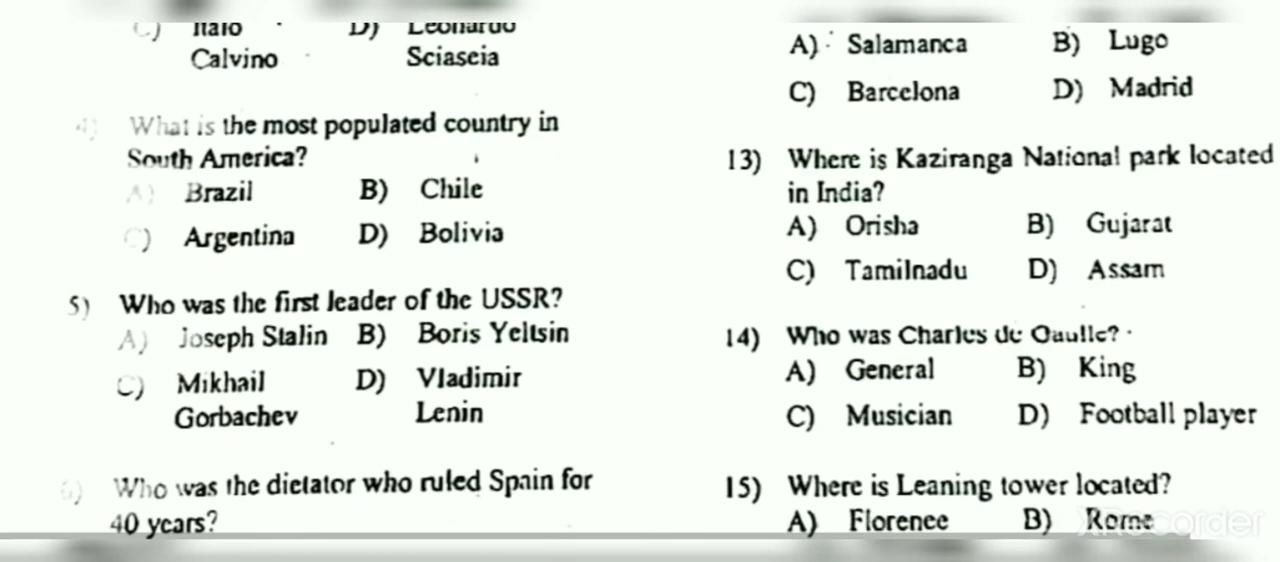 C) Italo D) Leonardo
Calvino Sciascia
4) What is the most populated country in
South America?
A) Brazil B) Chile
C) Argentina D) Bolivia
5) Who was the first leader of the USSR?
A) Joseph Stalin B) Boris Yeltsin
C) Mikhail D) Vladimir
Gorbachev Lenin
6) Who was the dictator who ruled Spain for
40 years?
A) Salamanca B) Lugo
C) Barcelona D) Madrid
13) Where is Kaziranga National park located
in India?
A) Orisha B) Gujarat
C) Tamilnadu D) Assam
14) Who was Charles de Gaulle?
A) General B) King
C) Musician D) Football player
15) Where is Leaning tower located?
A) Florence B) Rome
XRecorder